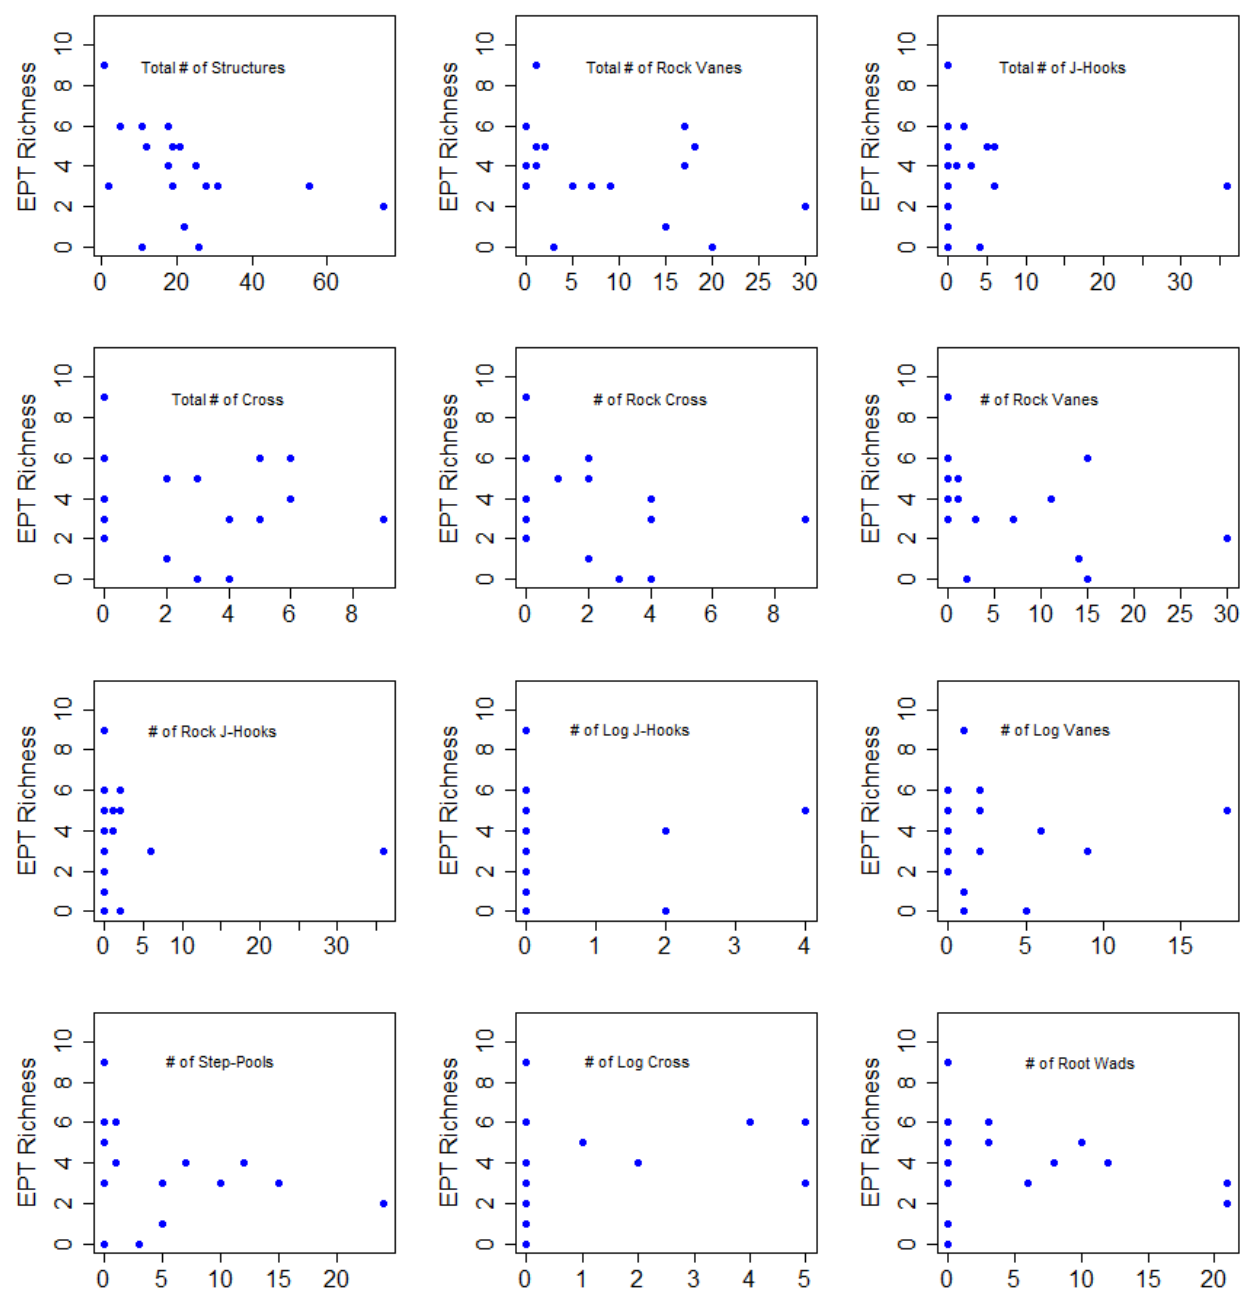 EPT Richness
10
8
6
4
2
0
Total # of Structures
0 20 40 60
EPT Richness
10
8
6
4
2
0
Total # of Rock Vanes
0 5 10 15 20 25 30
EPT Richness
10
8
6
4
2
0
Total # of J-Hooks
0 5 10 20 30
EPT Richness
10
8
6
4
2
0
Total # of Cross
0 2 4 6 8
EPT Richness
10
8
6
4
2
0
# of Rock Cross
0 2 4 6 8
EPT Richness
10
8
6
4
2
0
# of Rock Vanes
0 5 10 15 20 25 30
EPT Richness
10
8
6
4
2
0
# of Rock J-Hooks
0 5 10 20 30
EPT Richness
10
8
6
4
2
0
# of Log J-Hooks
0 1 2 3 4
EPT Richness
10
8
6
4
2
0
# of Log Vanes
0 5 10 15
EPT Richness
10
8
6
4
2
0
# of Step-Pools
0 5 10 15 20
EPT Richness
10
8
6
4
2
0
# of Log Cross
0 1 2 3 4 5
EPT Richness
10
8
6
4
2
0
# of Root Wads
0 5 10 15 20